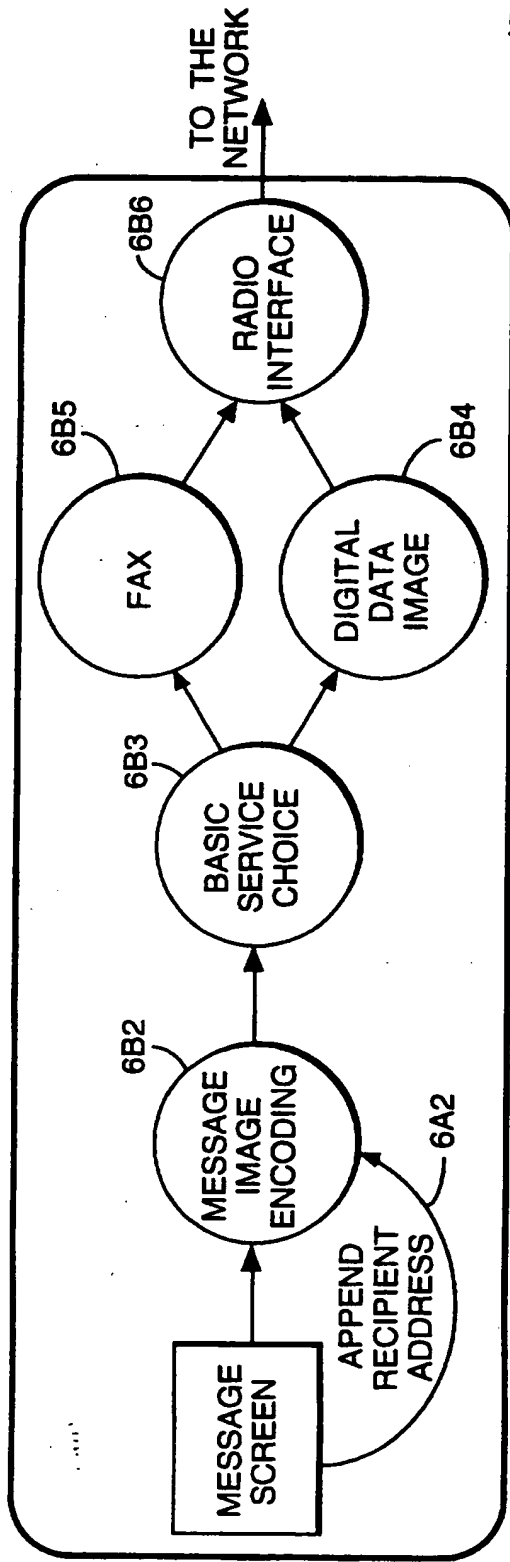 MESSAGE
SCREEN
APPEND
RECIPIENT
ADDRESS
6A2
MESSAGE
IMAGE
ENCODING
6B2
BASIC
SERVICE
CHOICE
6B3
FAX
6B5
DIGITAL
DATA
IMAGE
6B4
RADIO
INTERFACE
6B6
TO THE
NETWORK